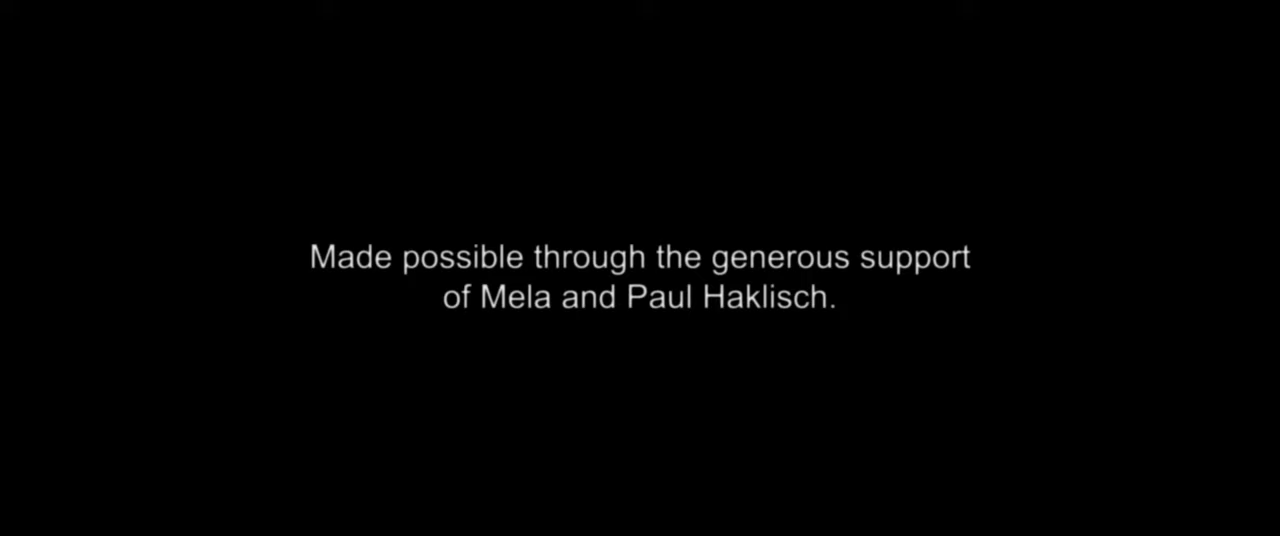 Made possible through the generous support
of Mela and Paul Haklisch.